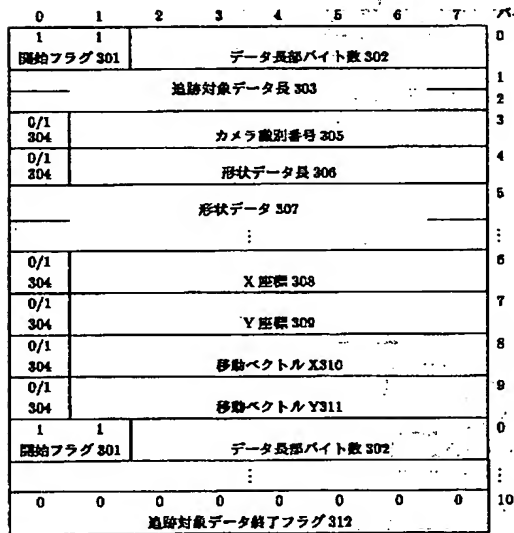 0 1 2 3 4 5 6 7
1 1 0
開始フラグ 301 データ長部バイト数 302
追跡対象データ長 303 1
2
0/1 3
304 カメラ識別番号 305
0/1 4
304 形状データ長 306
5
形状データ 307
⋮ ⋮
0/1 6
304 X 座標 308
0/1 7
304 Y 座標 309
0/1 8
304 移動ベクトル X310
0/1 9
304 移動ベクトル Y311
1 1 0
開始フラグ 301 データ長部バイト数 302
⋮ ⋮
0 0 0 0 0 0 0 0 10
追跡対象データ終了フラグ 312